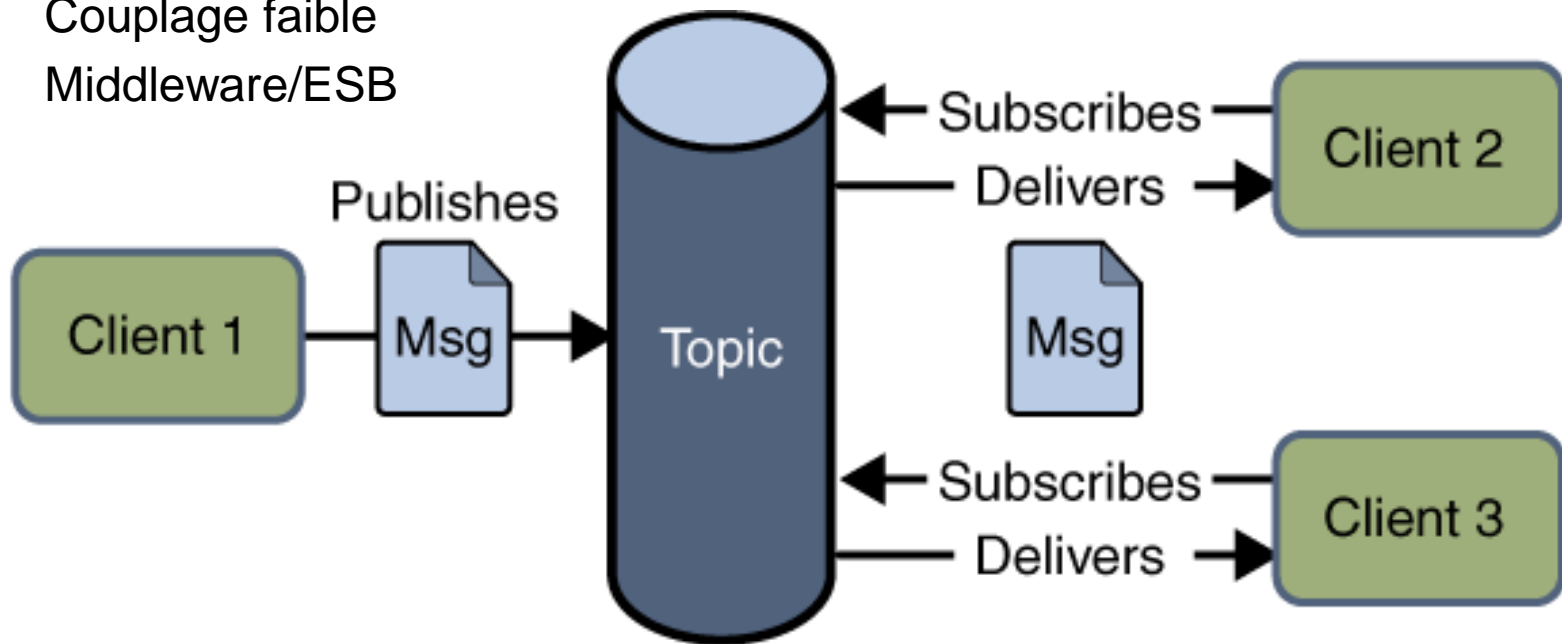 Couplage faible
Middleware/ESB
Publishes
Client 1
Msg
Topic
Subscribes
Delivers
Client 2
Msg
Subscribes
Delivers
Client 3